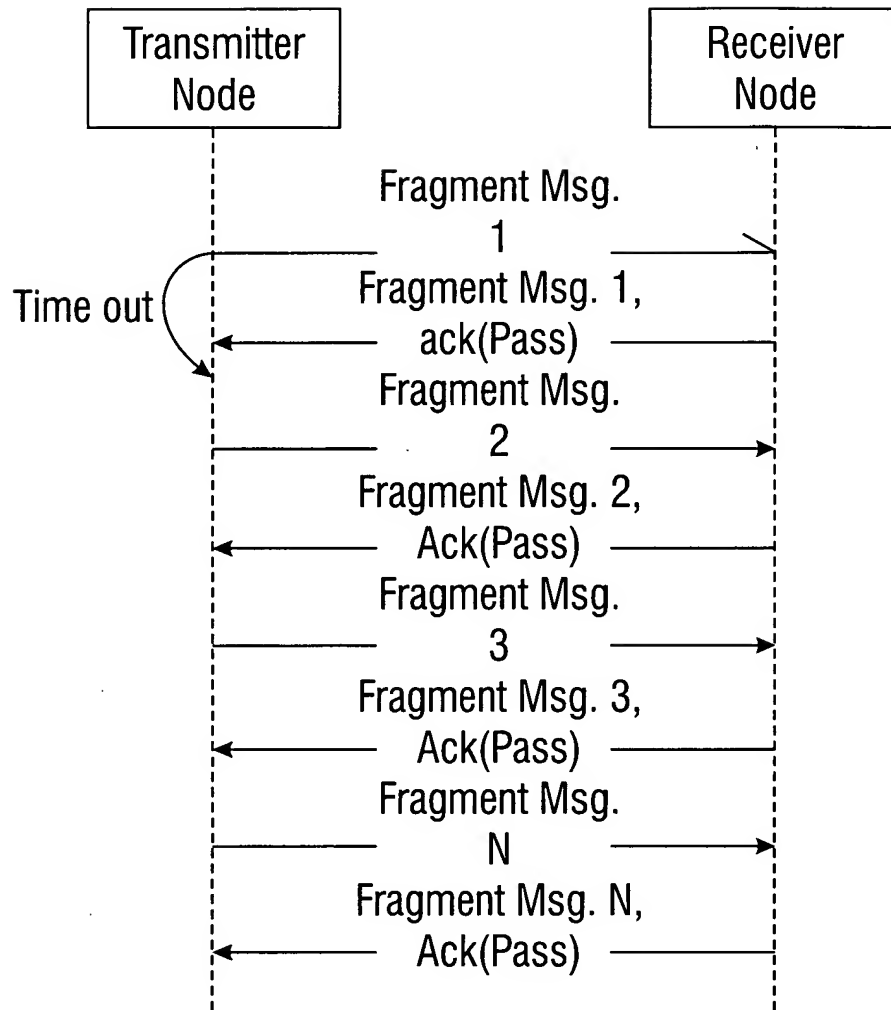 Transmitter
Node
Receiver
Node
Fragment Msg.
1
Time out
Fragment Msg. 1,
ack(Pass)
Fragment Msg.
2
Fragment Msg. 2,
Ack(Pass)
Fragment Msg.
3
Fragment Msg. 3,
Ack(Pass)
Fragment Msg.
N
Fragment Msg. N,
Ack(Pass)